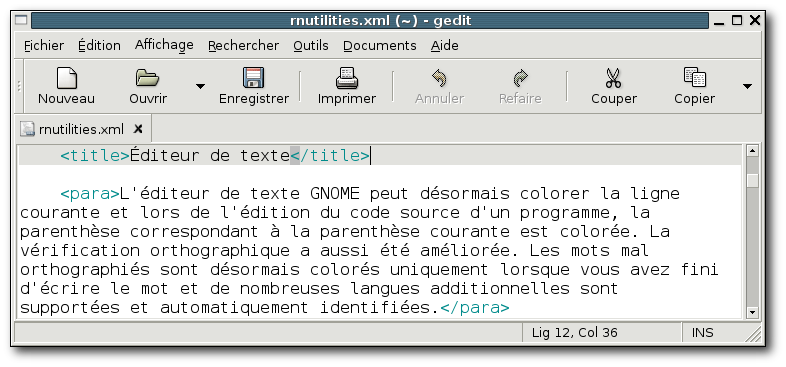 rnutilities.xml (~) - gedit
Fichier Édition Affichage Rechercher Outils Documents Aide
Nouveau Ouvrir Enregistrer Imprimer Annuler Refaire Couper Copier
rnutilities.xml
<title>Éditeur de texte</title>
<para>L'éditeur de texte GNOME peut désormais colorer la ligne
courante et lors de l'édition du code source d'un programme, la
parenthèse correspondant à la parenthèse courante est colorée. La
vérification orthographique a aussi été améliorée. Les mots mal
orthographiés sont désormais colorés uniquement lorsque vous avez fini
d'écrire le mot et de nombreuses langues additionnelles sont
supportées et automatiquement identifiées.</para>
Lig 12, Col 36 INS